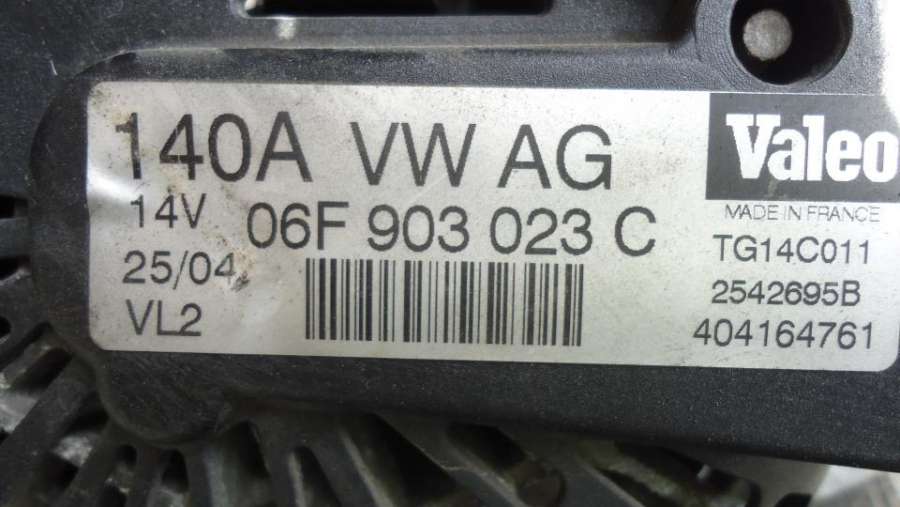 140A VW AG
14V 06F 903 023 C
25/04
VL2
Valeo
MADE IN FRANCE
TG14C011
2542695B
404164761